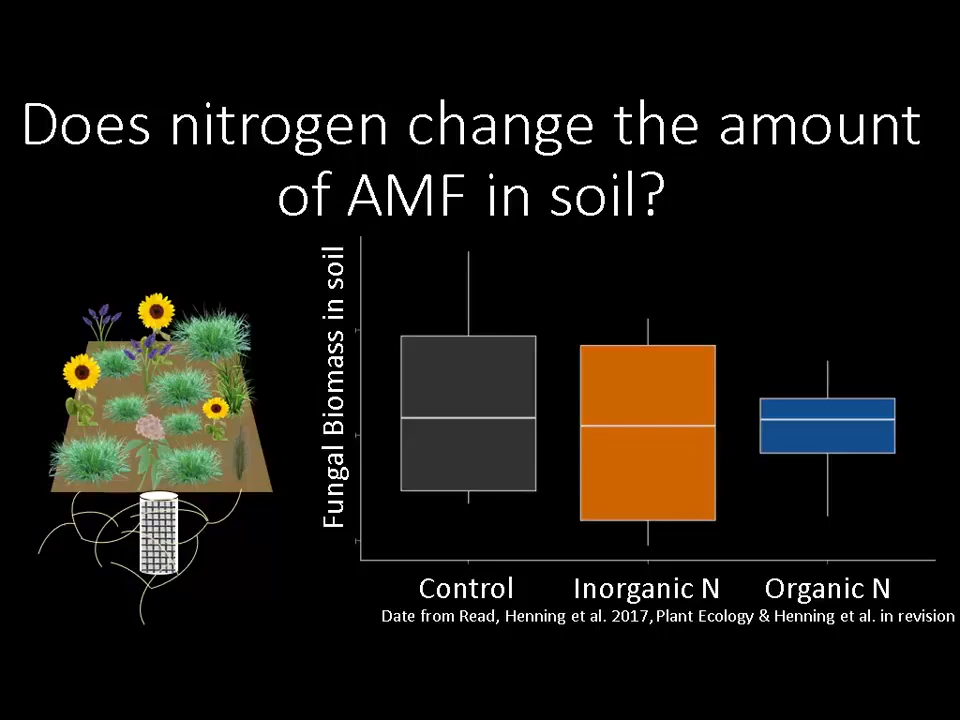 Does nitrogen change the amount
of AMF in soil?
Fungal Biomass in soil
Control
Inorganic N
Organic N
Date from Read, Henning et al. 2017, Plant Ecology & Henning et al. in revision